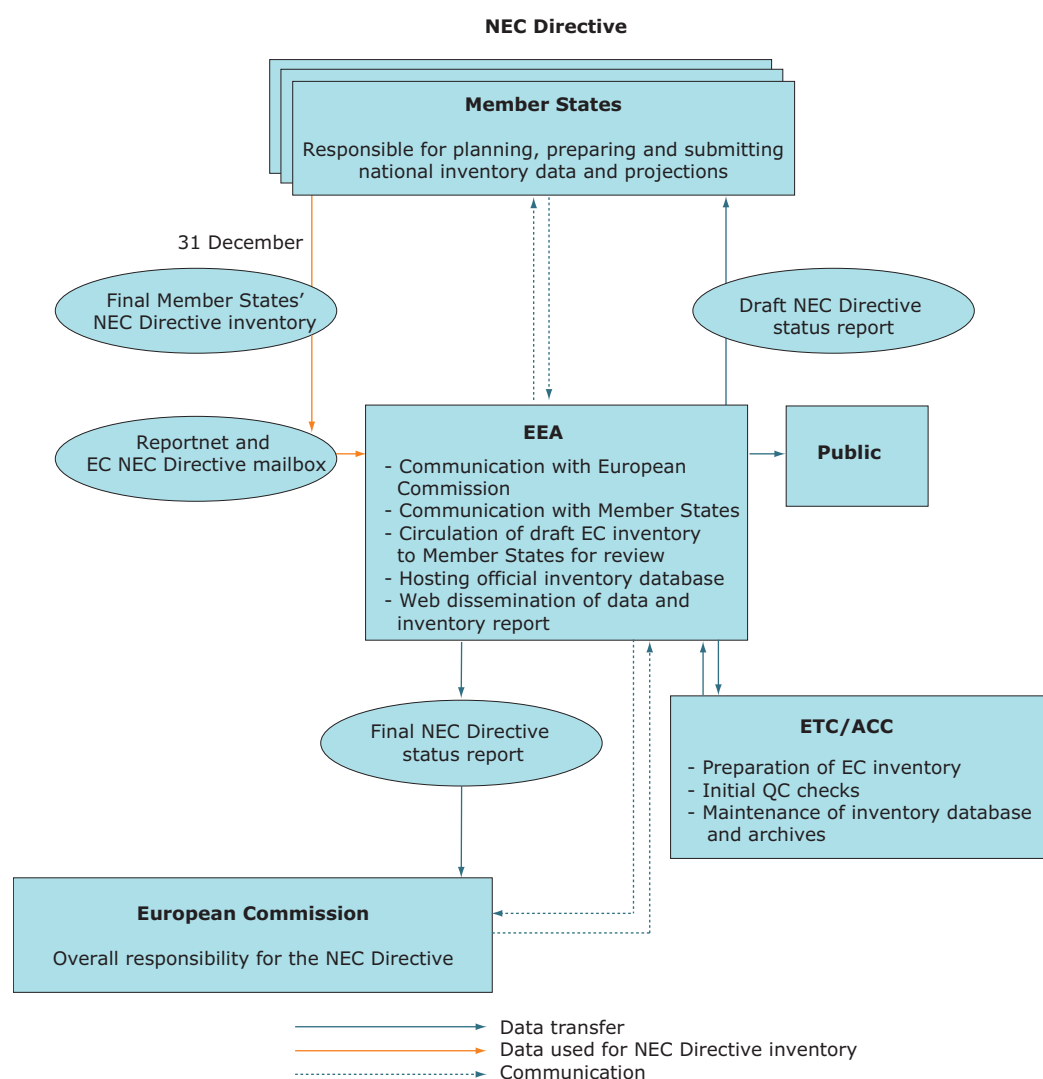 NEC Directive
Member States
Responsible for planning, preparing and submitting
national inventory data and projections
31 December
Final Member States’
NEC Directive inventory
Draft NEC Directive
status report
Reportnet and
EC NEC Directive mailbox
EEA
- Communication with European
Commission
- Communication with Member States
- Circulation of draft EC inventory
to Member States for review
- Hosting official inventory database
- Web dissemination of data and
inventory report
Public
Final NEC Directive
status report
ETC/ACC
- Preparation of EC inventory
- Initial QC checks
- Maintenance of inventory database
and archives
European Commission
Overall responsibility for the NEC Directive
Data transfer
Data used for NEC Directive inventory
Communication